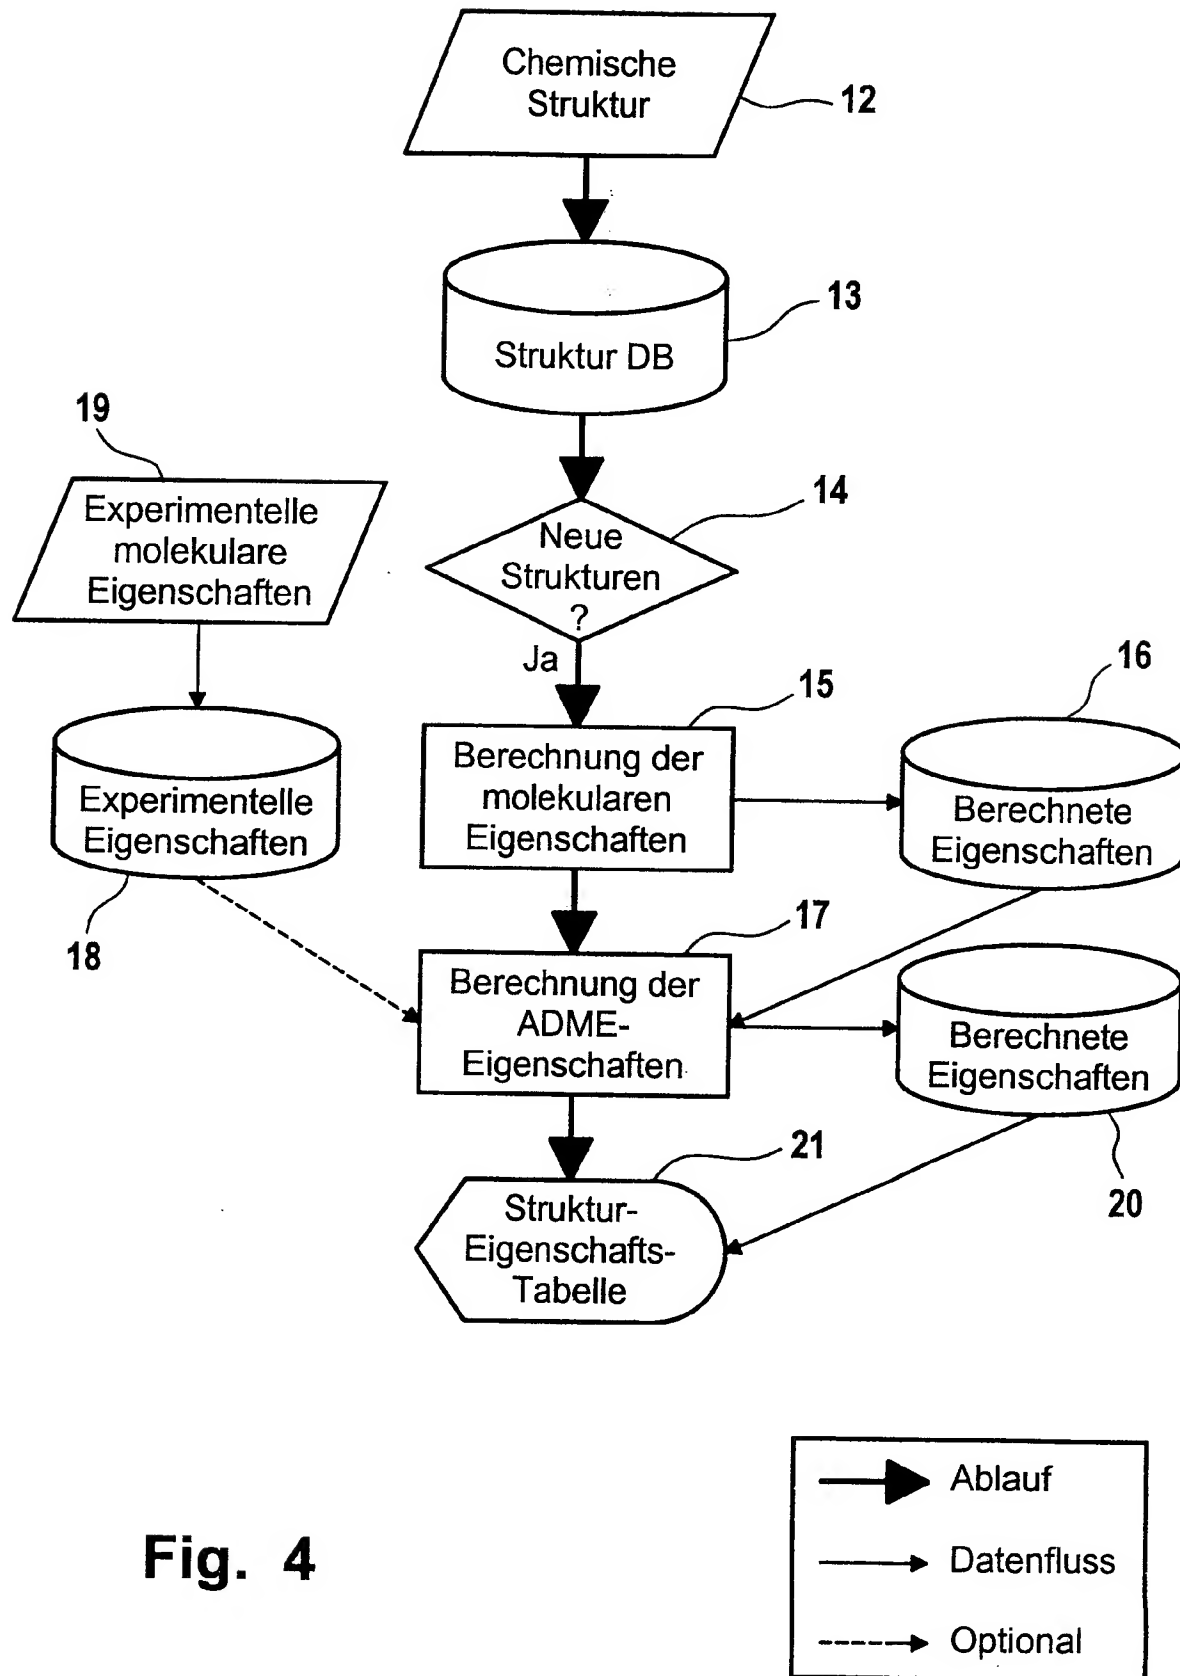 Chemische
Struktur
12
Struktur DB
13
19
Experimentelle
molekulare
Eigenschaften
Neue
Strukturen
?
14
Ja
15
16
Experimentelle
Eigenschaften
18
Berechnung der
molekularen
Eigenschaften
Berechnete
Eigenschaften
17
Berechnung der
ADME-
Eigenschaften
Berechnete
Eigenschaften
20
21
Struktur-
Eigenschafts-
Tabelle
Ablauf
Datenfluss
Optional
Fig. 4